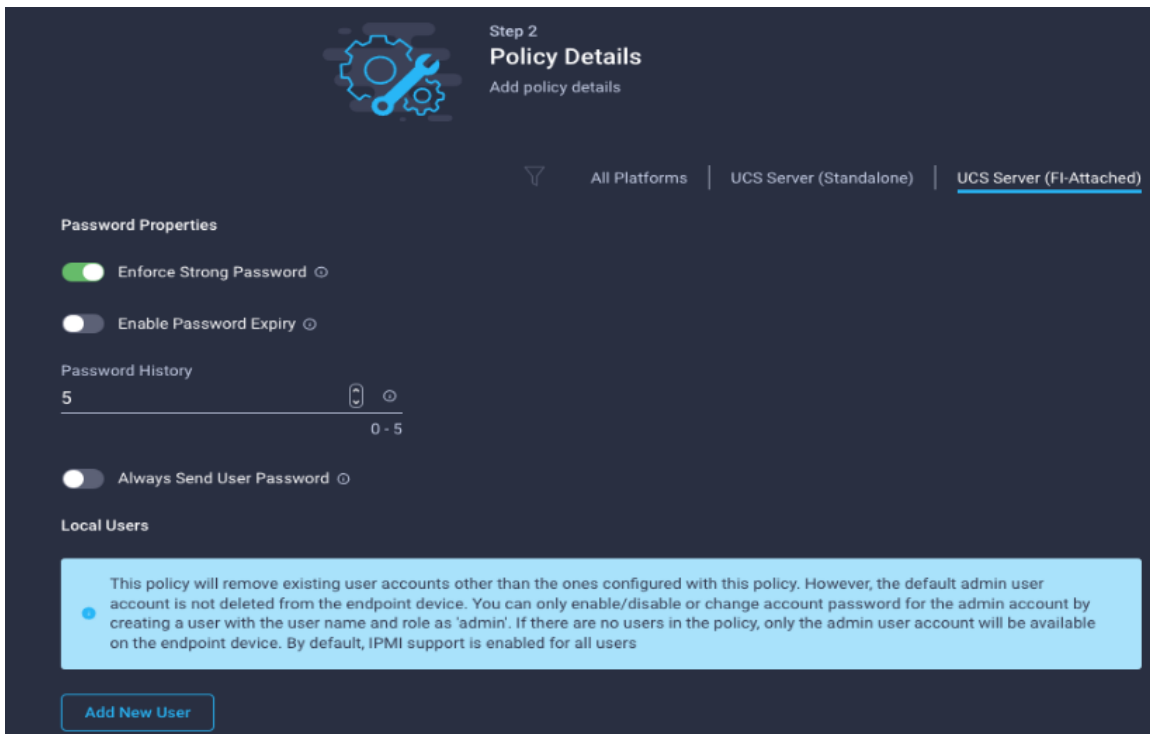 Step 2
Policy Details
Add policy details
All Platforms | UCS Server (Standalone) | UCS Server (FI-Attached)
Password Properties
Enforce Strong Password
Enable Password Expiry
Password History
5
0 - 5
Always Send User Password
Local Users
This policy will remove existing user accounts other than the ones configured with this policy. However, the default admin user
account is not deleted from the endpoint device. You can only enable/disable or change account password for the admin account by
creating a user with the user name and role as 'admin'. If there are no users in the policy, only the admin user account will be available
on the endpoint device. By default, IPMI support is enabled for all users
Add New User